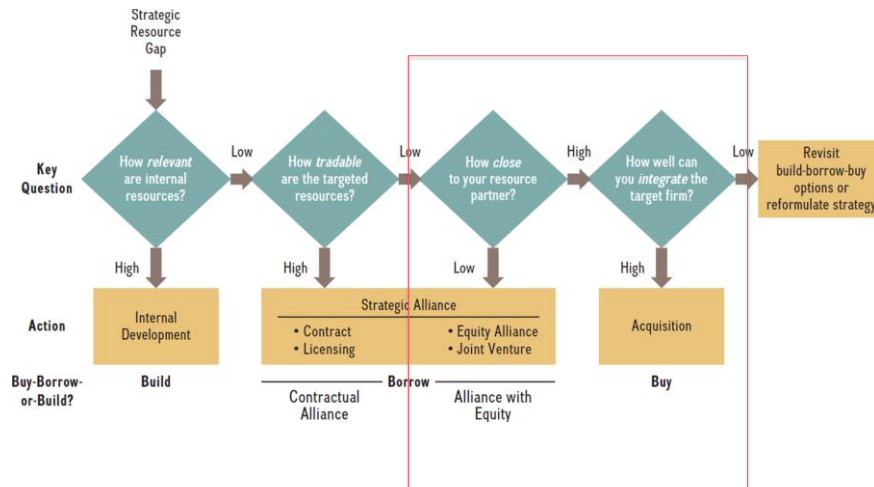 Strategic
Resource
Gap
Key
Question
How relevant
are internal
resources?
Low
How tradable
are the targeted
resources?
Low
How close
to your resource
partner?
High
How well can
you integrate the
target firm?
Low
Revisit
build-borrow-buy
options or
reformulate strategy
High
High
Low
High
Action
Internal
Development
Strategic Alliance
• Contract
• Licensing
• Equity Alliance
• Joint Venture
Acquisition
Buy-Borrow-
or-Build?
Build
Borrow
Buy
Contractual
Alliance
Alliance with
Equity